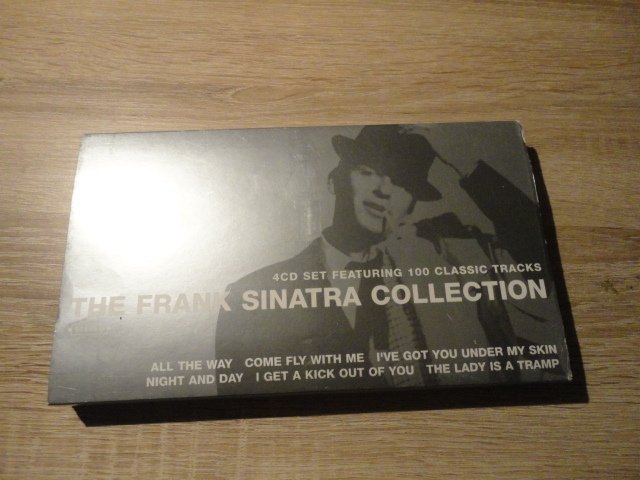 4CD SET FEATURING 100 CLASSIC TRACKS
THE FRANK SINATRA COLLECTION
ALL THE WAY COME FLY WITH ME I'VE GOT YOU UNDER MY SKIN
NIGHT AND DAY I GET A KICK OUT OF YOU THE LADY IS A TRAMP